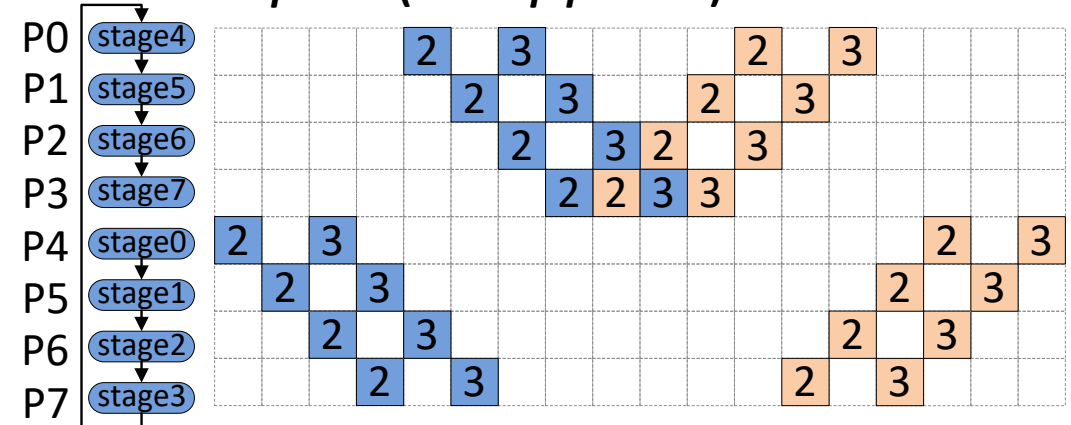 P0 stage4 2 3 2 3
P1 stage5 2 3 2 3
P2 stage6 2 3 2 3
P3 stage7 2 2 3 3
P4 stage0 2 3 2 3
P5 stage1 2 3 2 3
P6 stage2 2 3 2 3
P7 stage3 2 3 2 3